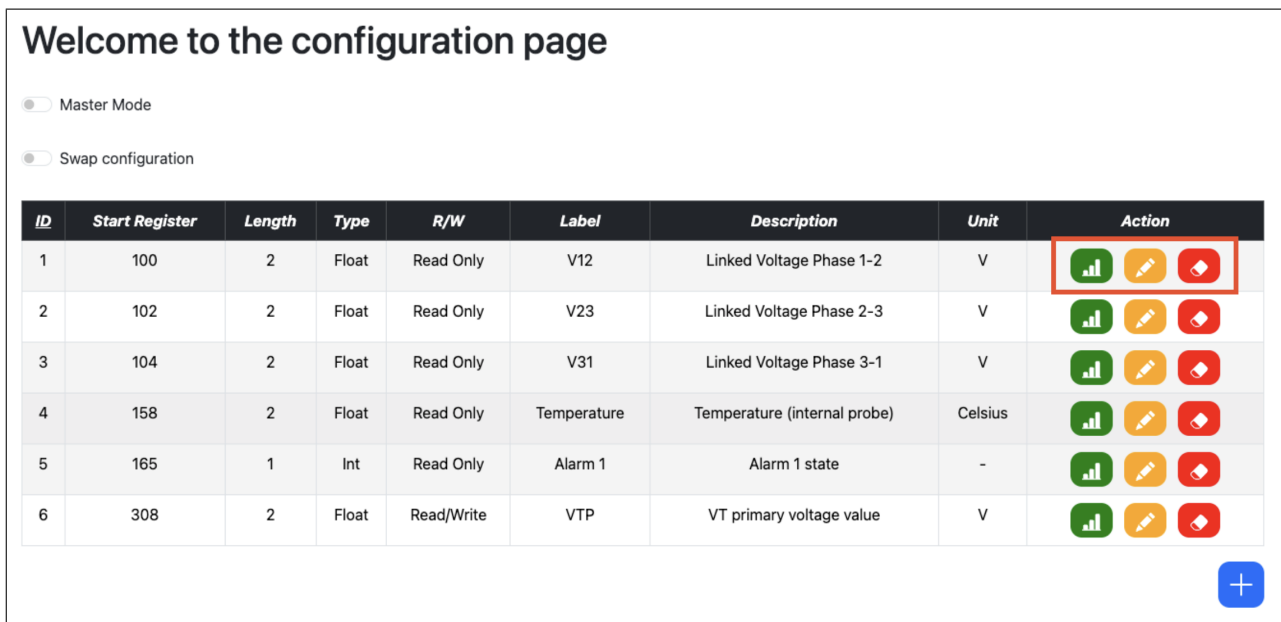 Welcome to the configuration page
Master Mode
Swap configuration
ID Start Register Length Type R/W Label Description Unit Action
1 100 2 Float Read Only V12 Linked Voltage Phase 1-2 V
2 102 2 Float Read Only V23 Linked Voltage Phase 2-3 V
3 104 2 Float Read Only V31 Linked Voltage Phase 3-1 V
4 158 2 Float Read Only Temperature Temperature (internal probe) Celsius
5 165 1 Int Read Only Alarm 1 Alarm 1 state -
6 308 2 Float Read/Write VTP VT primary voltage value V